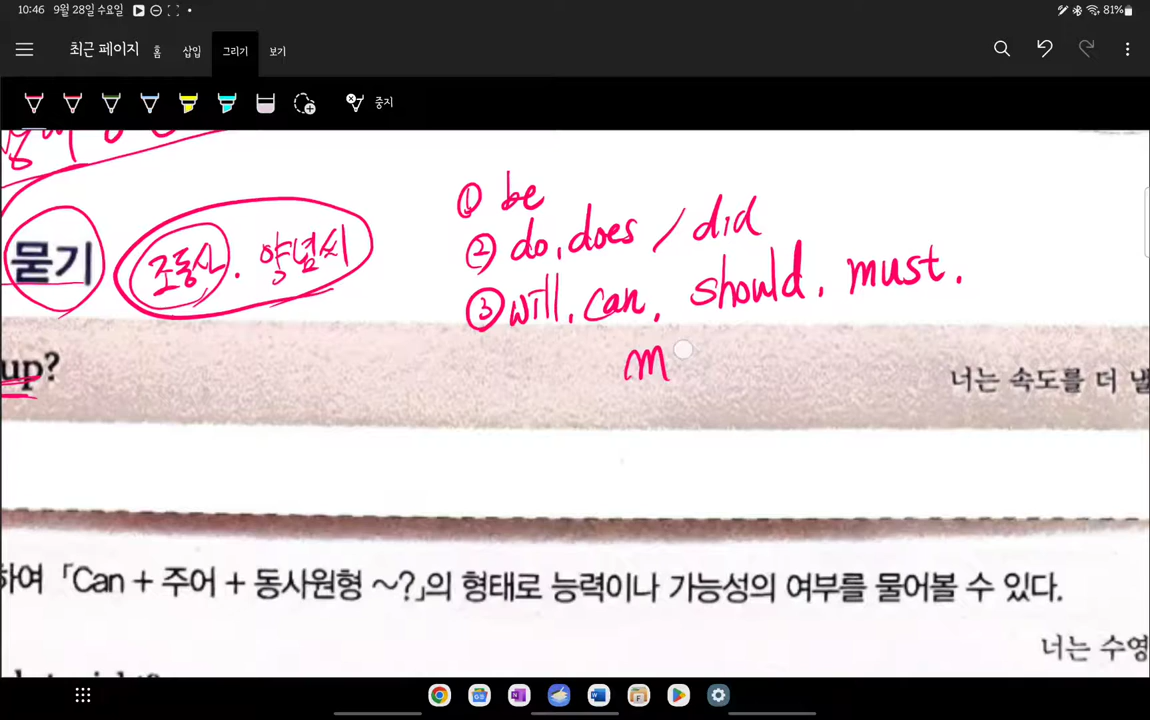 10:46 9월 28일 수요일 81%
최근 페이지 홈 삽입 그리기 보기
중지
① be
② do, does / did
묻기 조동사. 양념씨
③ will. can. should. must.
m
up? 너는 속도를 더 낼
하여 「Can + 주어 + 동사원형 ~?」의 형태로 능력이나 가능성의 여부를 물어볼 수 있다.
너는 수영